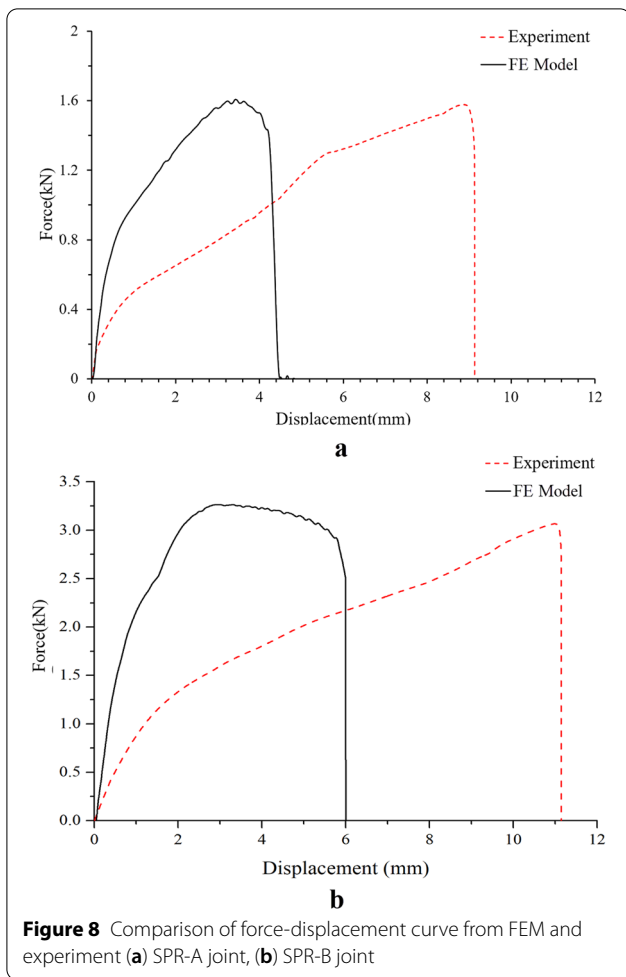 2
Experiment
FE Model
1.6
1.2
Force(kN)
0.8
0.4
0
0 2 4 6 8 10 12
Displacement(mm)
a
Experiment
FE Model
3.5
3.0
2.5
2.0
Force(kN)
1.5
1.0
0.5
0.0
0 2 4 6 8 10 12
Displacement (mm)
b
Figure 8 Comparison of force-displacement curve from FEM and
experiment (a) SPR-A joint, (b) SPR-B joint